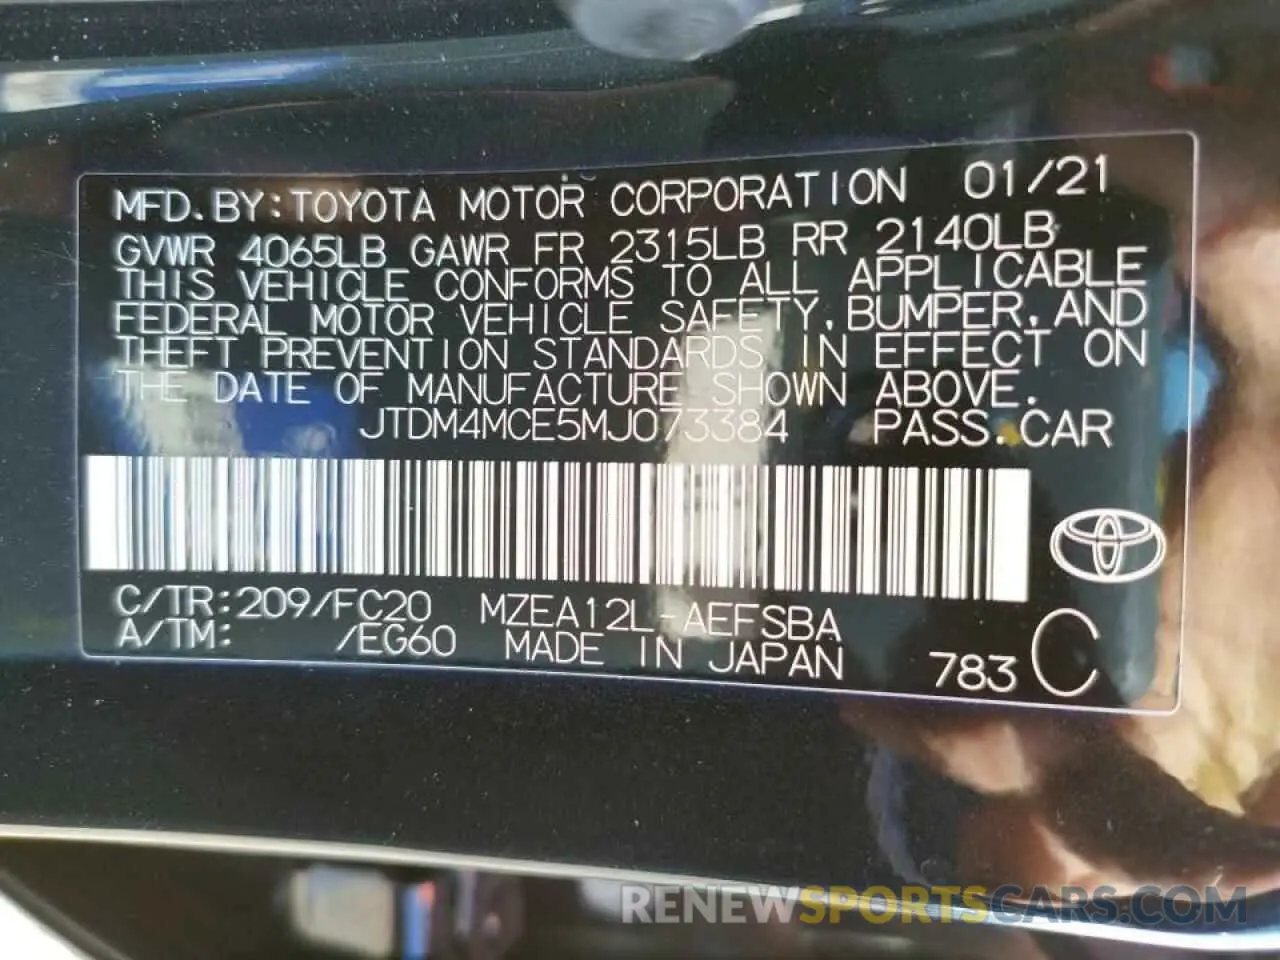 MFD.BY:TOYOTA MOTOR CORPORATION 01/21
GVWR 4065LB GAWR FR 2315LB RR 2140LB
THIS VEHICLE CONFORMS TO ALL APPLICABLE
FEDERAL MOTOR VEHICLE SAFETY,BUMPER,AND
THEFT PREVENTION STANDARDS IN EFFECT ON
THE DATE OF MANUFACTURE SHOWN ABOVE.
JTDM4MCE5MJ073384 PASS.CAR
C/TR:209/FC20 MZEA12L-AEFSBA
A/TM: /EG60 MADE IN JAPAN 783 C
RENEWSPORTSCARS.COM